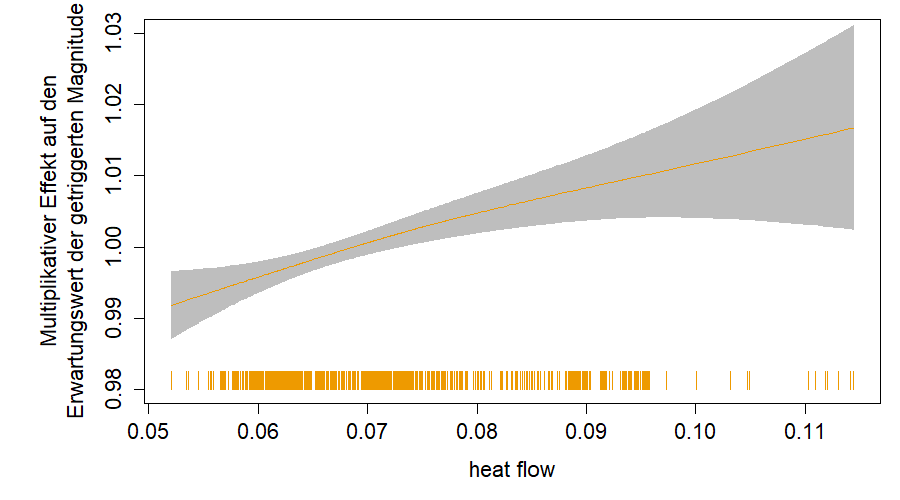 Multiplikativer Effekt auf den
Erwartungswert der getriggerten Magnitude
1.03
1.02
1.01
1.00
0.99
0.98
0.05 0.06 0.07 0.08 0.09 0.10 0.11
heat flow